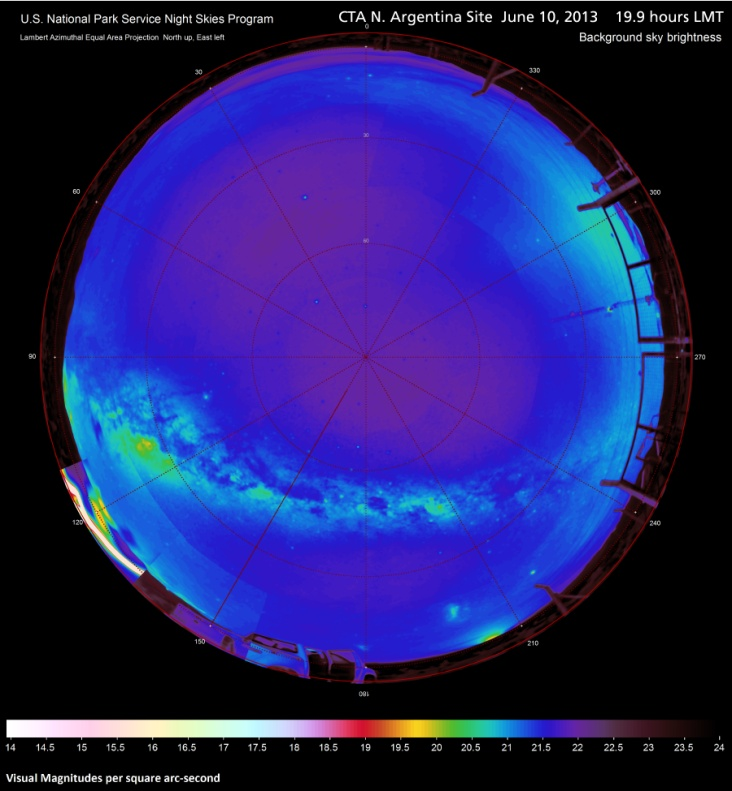 U.S. National Park Service Night Skies Program
CTA N. Argentina Site June 10, 2013 19.9 hours LMT
Lambert Azimuthal Equal Area Projection North up, East left
Background sky brightness
0
30
330
30
60
300
60
90
270
120
240
150
210
180
14 14.5 15 15.5 16 16.5 17 17.5 18 18.5 19 19.5 20 20.5 21 21.5 22 22.5 23 23.5 24
Visual Magnitudes per square arc-second